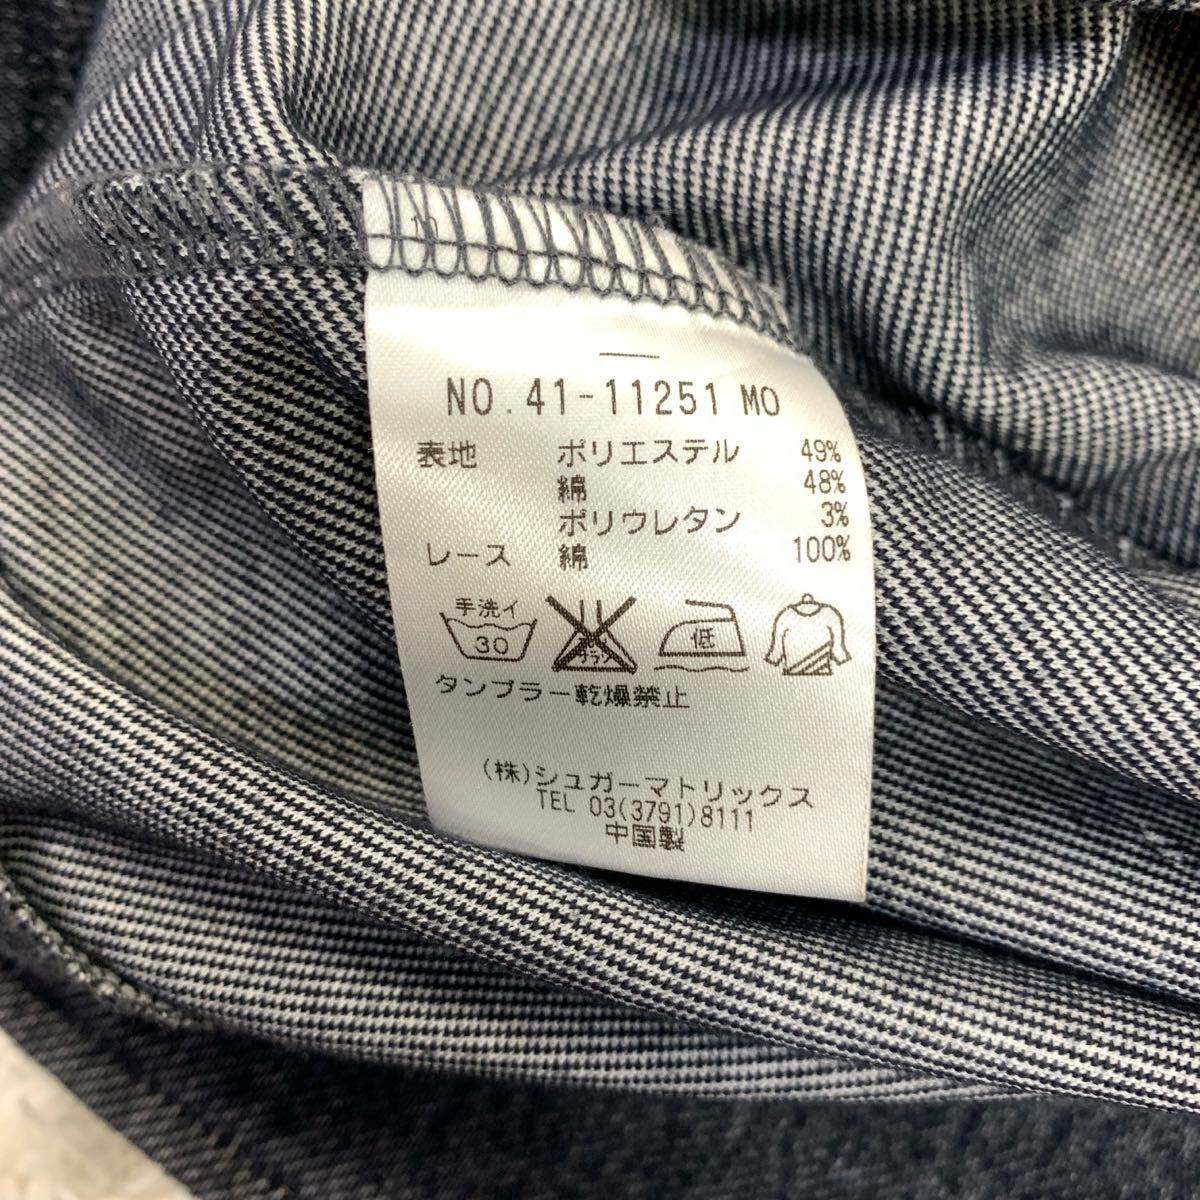 NO.41-11251 MO
表地 ポリエステル 49%
綿 48%
ポリウレタン 3%
レース 綿 100%
手洗イ
30
低
タンブラー乾燥禁止
(株)シュガーマトリックス
TEL 03(3791)8111
中国製